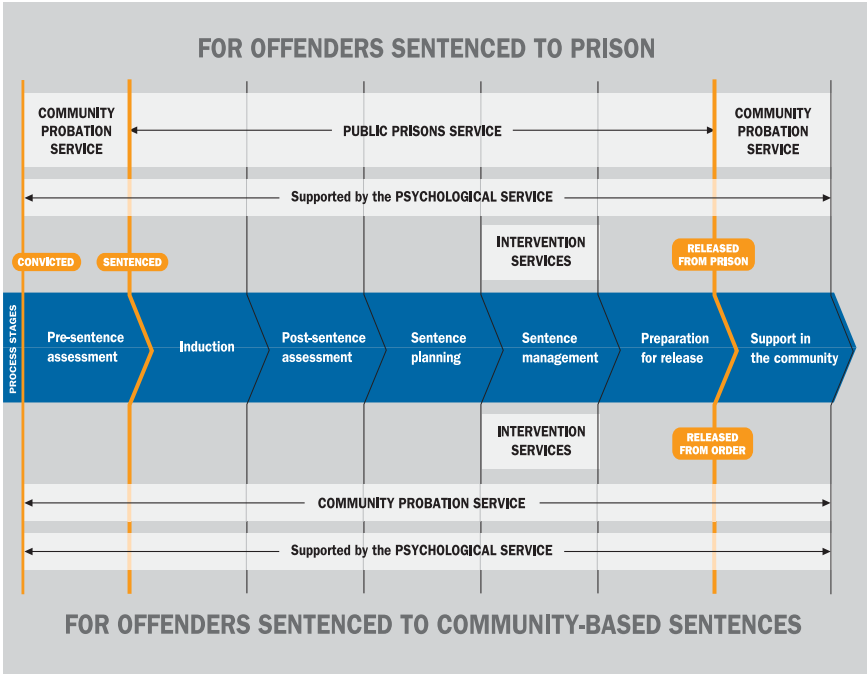 FOR OFFENDERS SENTENCED TO PRISON
COMMUNITY
PROBATION
SERVICE
PUBLIC PRISONS SERVICE
COMMUNITY
PROBATION
SERVICE
Supported by the PSYCHOLOGICAL SERVICE
INTERVENTION
SERVICES
CONVICTED
SENTENCED
RELEASED
FROM PRISON
PROCESS STAGES
Pre-sentence
assessment
Induction
Post-sentence
assessment
Sentence
planning
Sentence
management
Preparation
for release
Support in
the community
INTERVENTION
SERVICES
RELEASED
FROM ORDER
COMMUNITY PROBATION SERVICE
Supported by the PSYCHOLOGICAL SERVICE
FOR OFFENDERS SENTENCED TO COMMUNITY-BASED SENTENCES